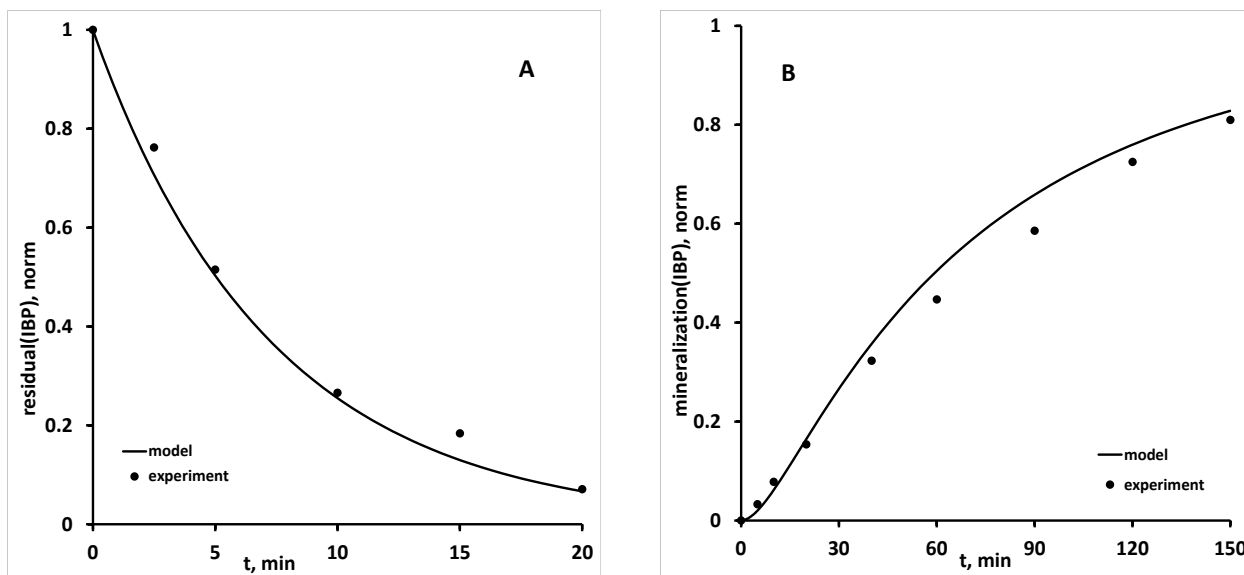 A
residual(IBP), norm
1
0.8
0.6
0.4
0.2
0
model
experiment
0 5 10 15 20
t, min
B
mineralization(IBP), norm
1
0.8
0.6
0.4
0.2
0
model
experiment
0 30 60 90 120 150
t, min